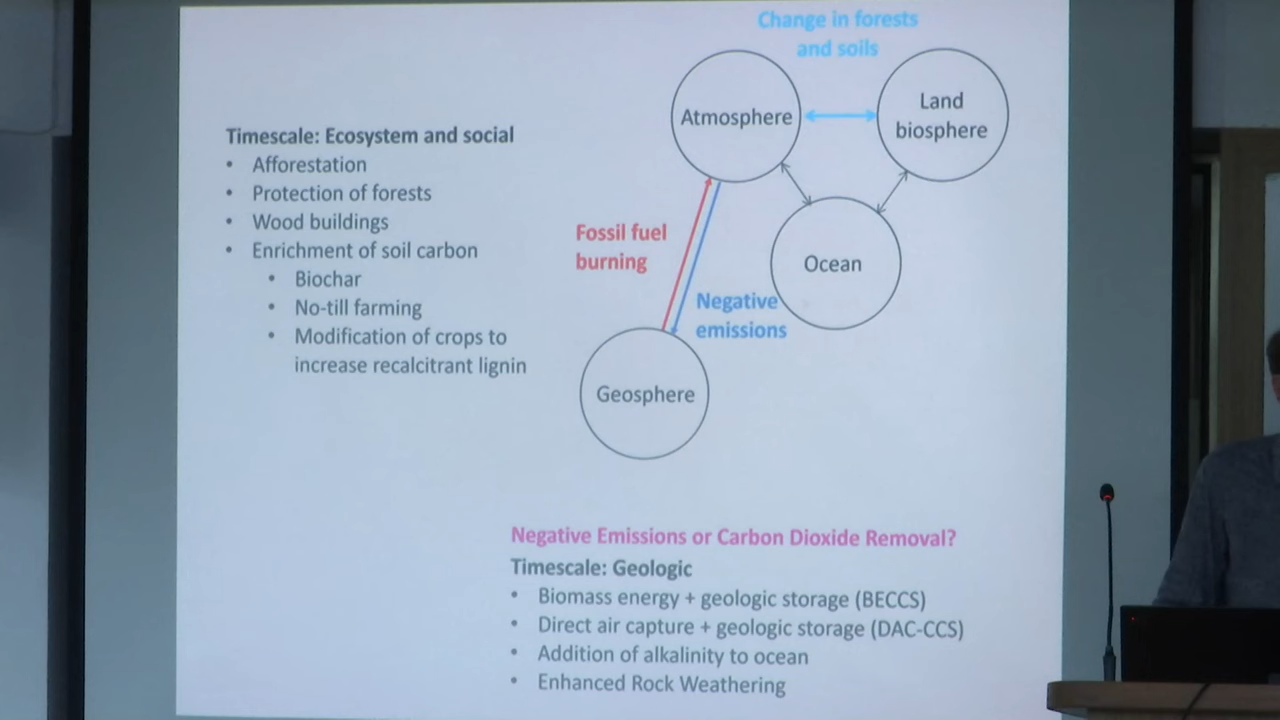 Change in forests
and soils
Atmosphere
Land
biosphere
Timescale: Ecosystem and social
• Afforestation
• Protection of forests
• Wood buildings
• Enrichment of soil carbon
• Biochar
• No-till farming
• Modification of crops to
increase recalcitrant lignin
Fossil fuel
burning
Ocean
Negative
emissions
Geosphere
Negative Emissions or Carbon Dioxide Removal?
Timescale: Geologic
• Biomass energy + geologic storage (BECCS)
• Direct air capture + geologic storage (DAC-CCS)
• Addition of alkalinity to ocean
• Enhanced Rock Weathering